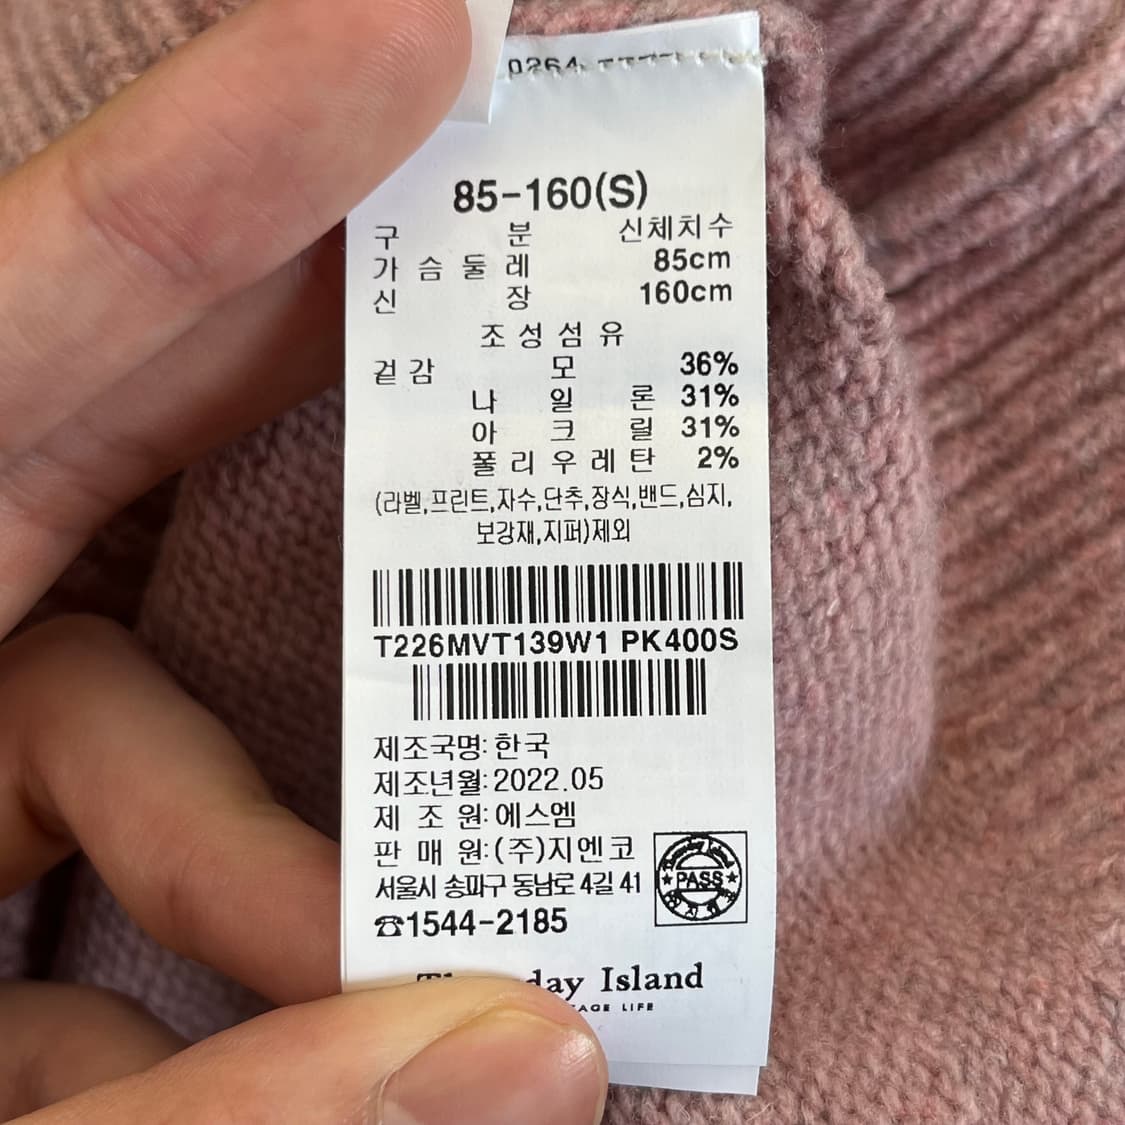 0264
85-160(S)
구 분 신체치수
가슴둘레 85cm
신 장 160cm
조성섬유
겉감 모 36%
나 일 론 31%
아 크 릴 31%
폴리우레탄 2%
(라벨,프린트,자수,단추,장식,밴드,심지,
보강재,지퍼)제외
T226MVT139W1 PK400S
제조국명: 한국
제조년월: 2022.05
제 조 원: 에스엠
판 매 원: (주)지엔코
서울시 송파구 동남로 4길 41
☎1544-2185
PASS
Island
LIFE